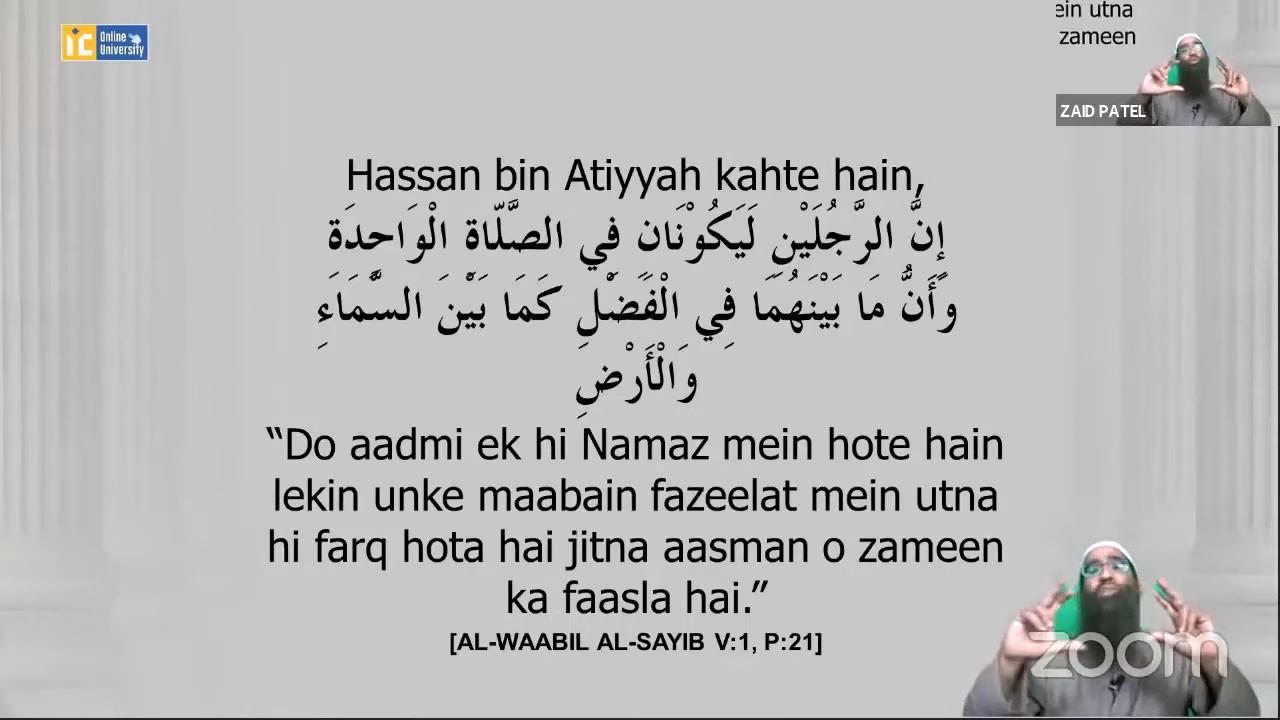 iC Online University
ein utna
zameen
ZAID PATEL
Hassan bin Atiyyah kahte hain,
إِنَّ الرَّجُلَيْنِ لَيَكُوْنَانِ فِي الصَّلَاةِ الْوَاحِدَةِ
وَأَنَّ مَا بَيْنَهُمَا فِي الْفَضْلِ كَمَا بَيْنَ السَّمَاءِ
وَالْأَرْضِ
“Do aadmi ek hi Namaz mein hote hain
lekin unke maabain fazeelat mein utna
hi farq hota hai jitna aasman o zameen
ka faasla hai.”
[AL-WAABIL AL-SAYIB V:1, P:21]
zoom